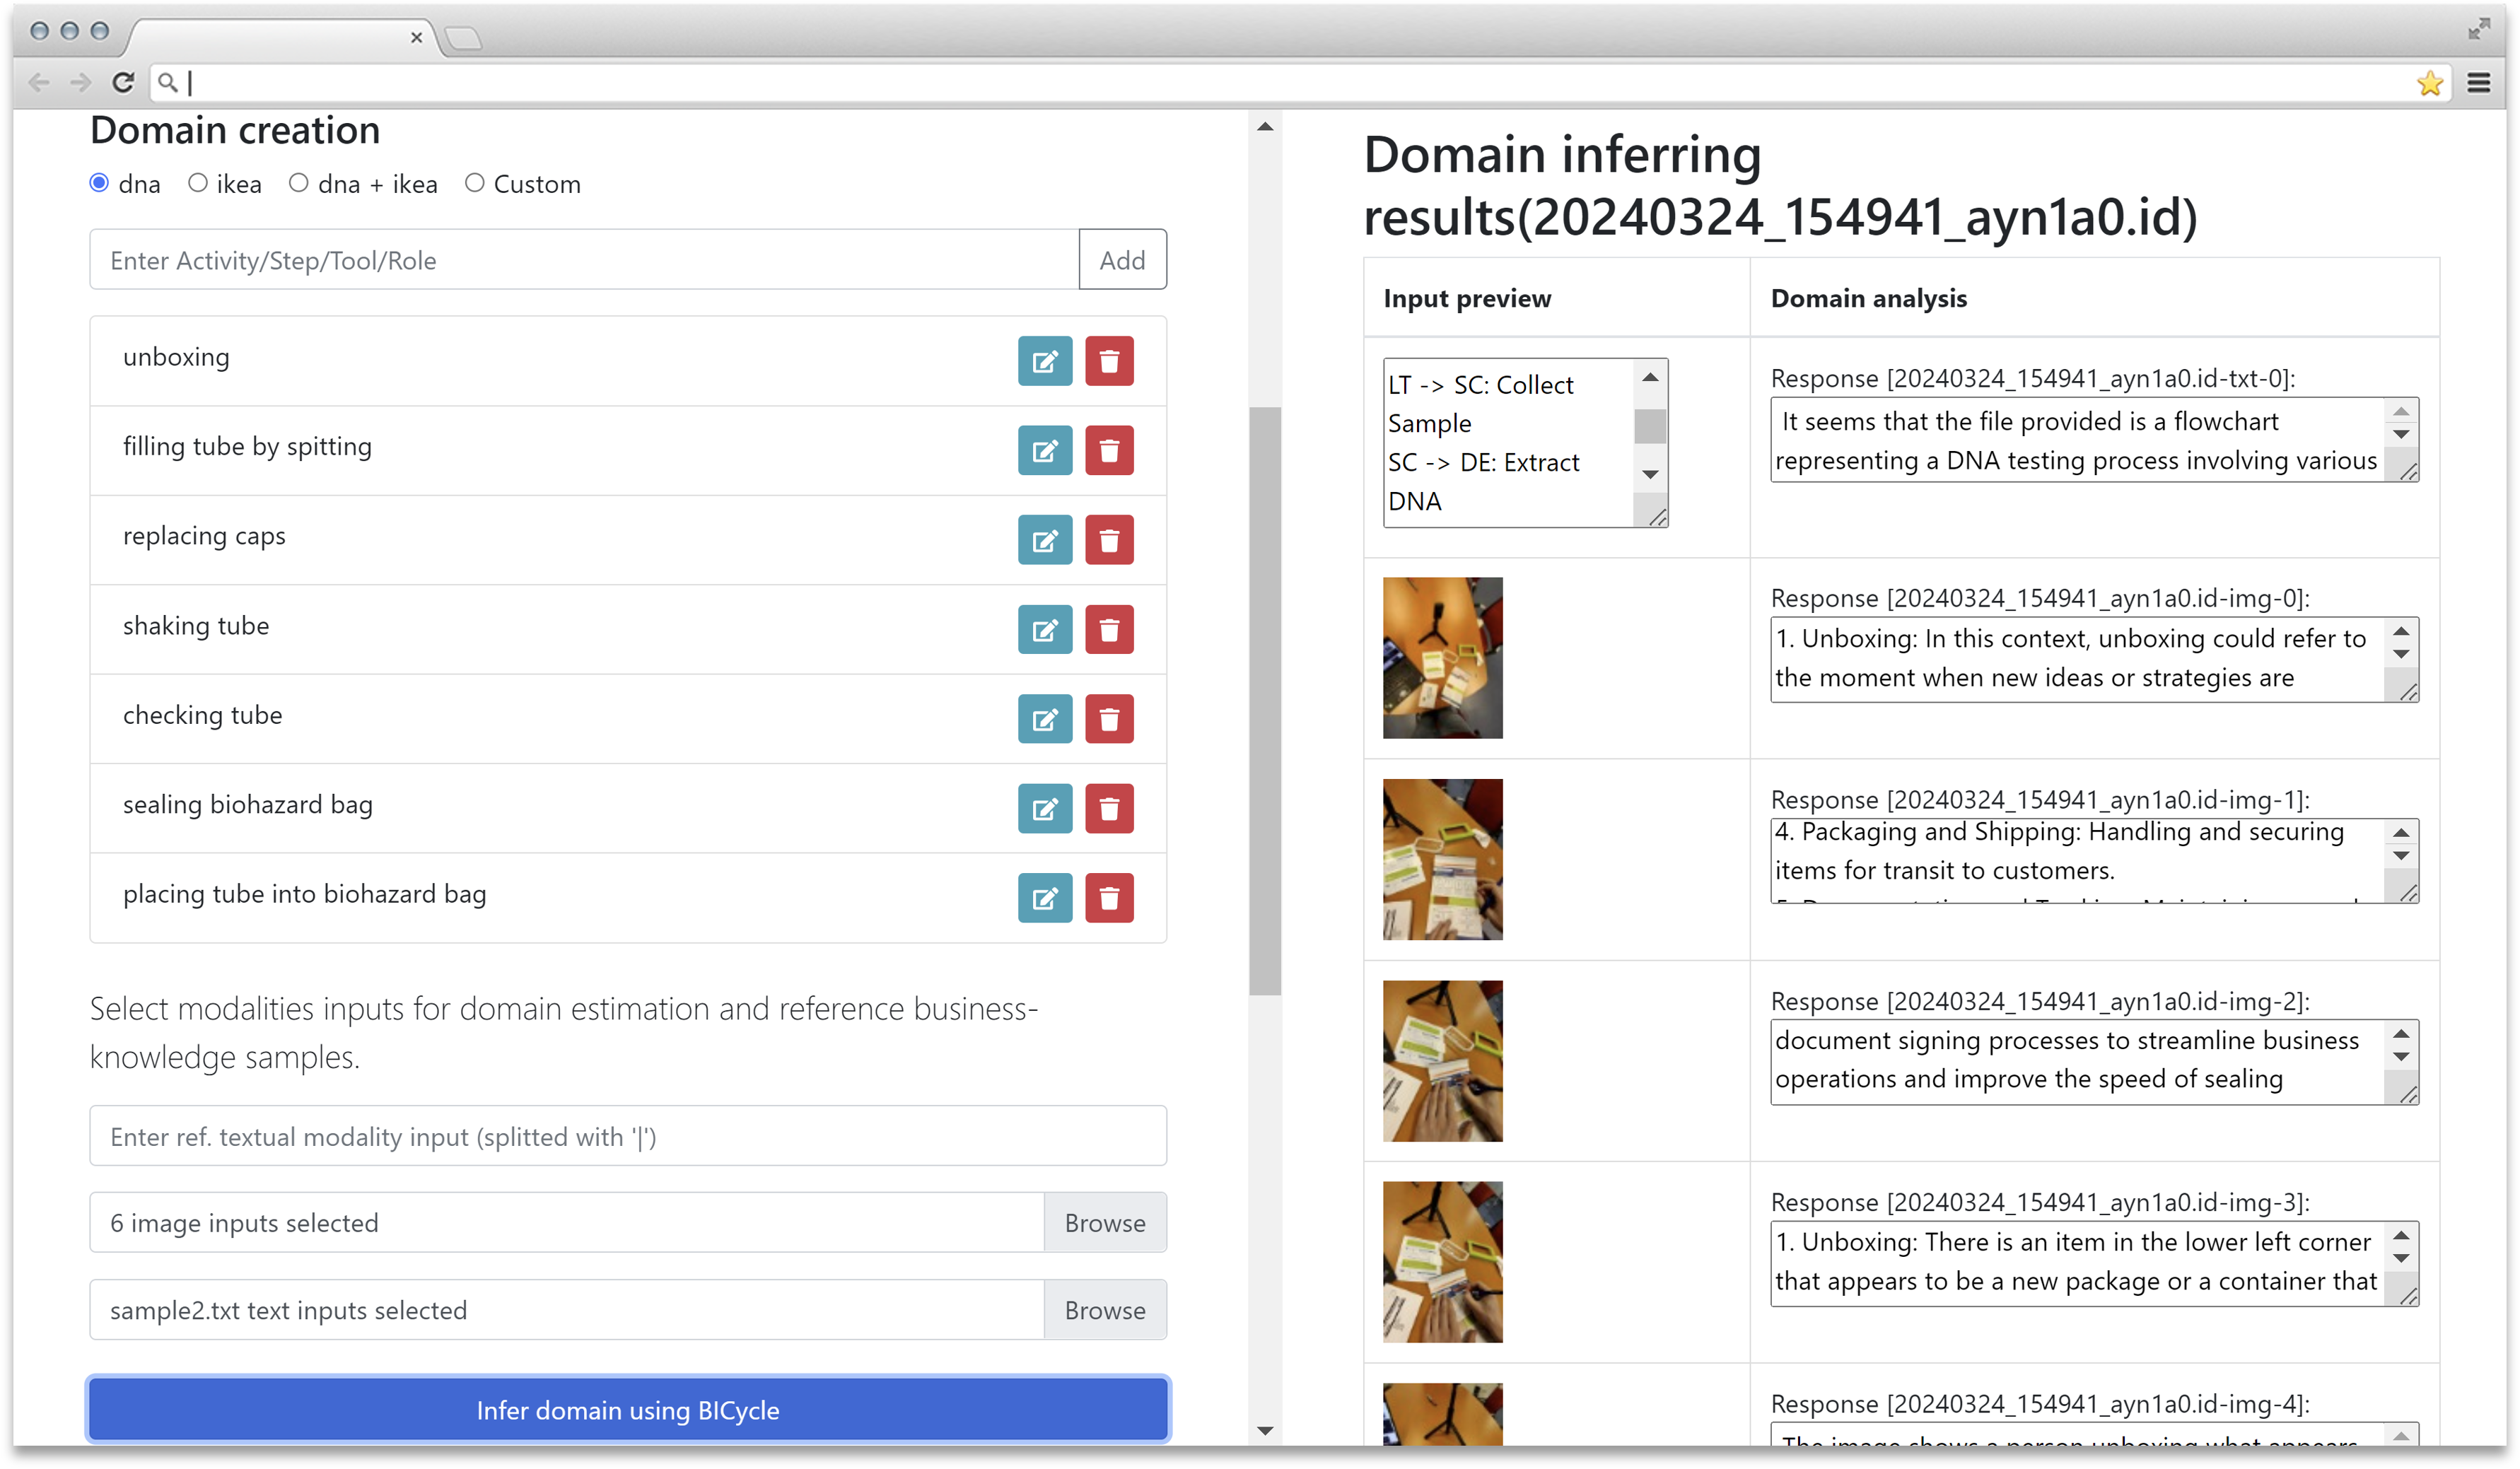 Domain creation
dna ikea dna + ikea Custom
Enter Activity/Step/Tool/Role Add
unboxing
filling tube by spitting
replacing caps
shaking tube
checking tube
sealing biohazard bag
placing tube into biohazard bag
Select modalities inputs for domain estimation and reference business-
knowledge samples.
Enter ref. textual modality input (splitted with '|')
6 image inputs selected Browse
sample2.txt text inputs selected Browse
Infer domain using BICycle
Domain inferring
results(20240324_154941_ayn1a0.id)
Input preview Domain analysis
LT -> SC: Collect
Sample
SC -> DE: Extract
DNA
Response [20240324_154941_ayn1a0.id-txt-0]:
It seems that the file provided is a flowchart
representing a DNA testing process involving various
Response [20240324_154941_ayn1a0.id-img-0]:
1. Unboxing: In this context, unboxing could refer to
the moment when new ideas or strategies are
Response [20240324_154941_ayn1a0.id-img-1]:
4. Packaging and Shipping: Handling and securing
items for transit to customers.
Response [20240324_154941_ayn1a0.id-img-2]:
document signing processes to streamline business
operations and improve the speed of sealing
Response [20240324_154941_ayn1a0.id-img-3]:
1. Unboxing: There is an item in the lower left corner
that appears to be a new package or a container that
Response [20240324_154941_ayn1a0.id-img-4]:
The image shows a person unboxing what appears